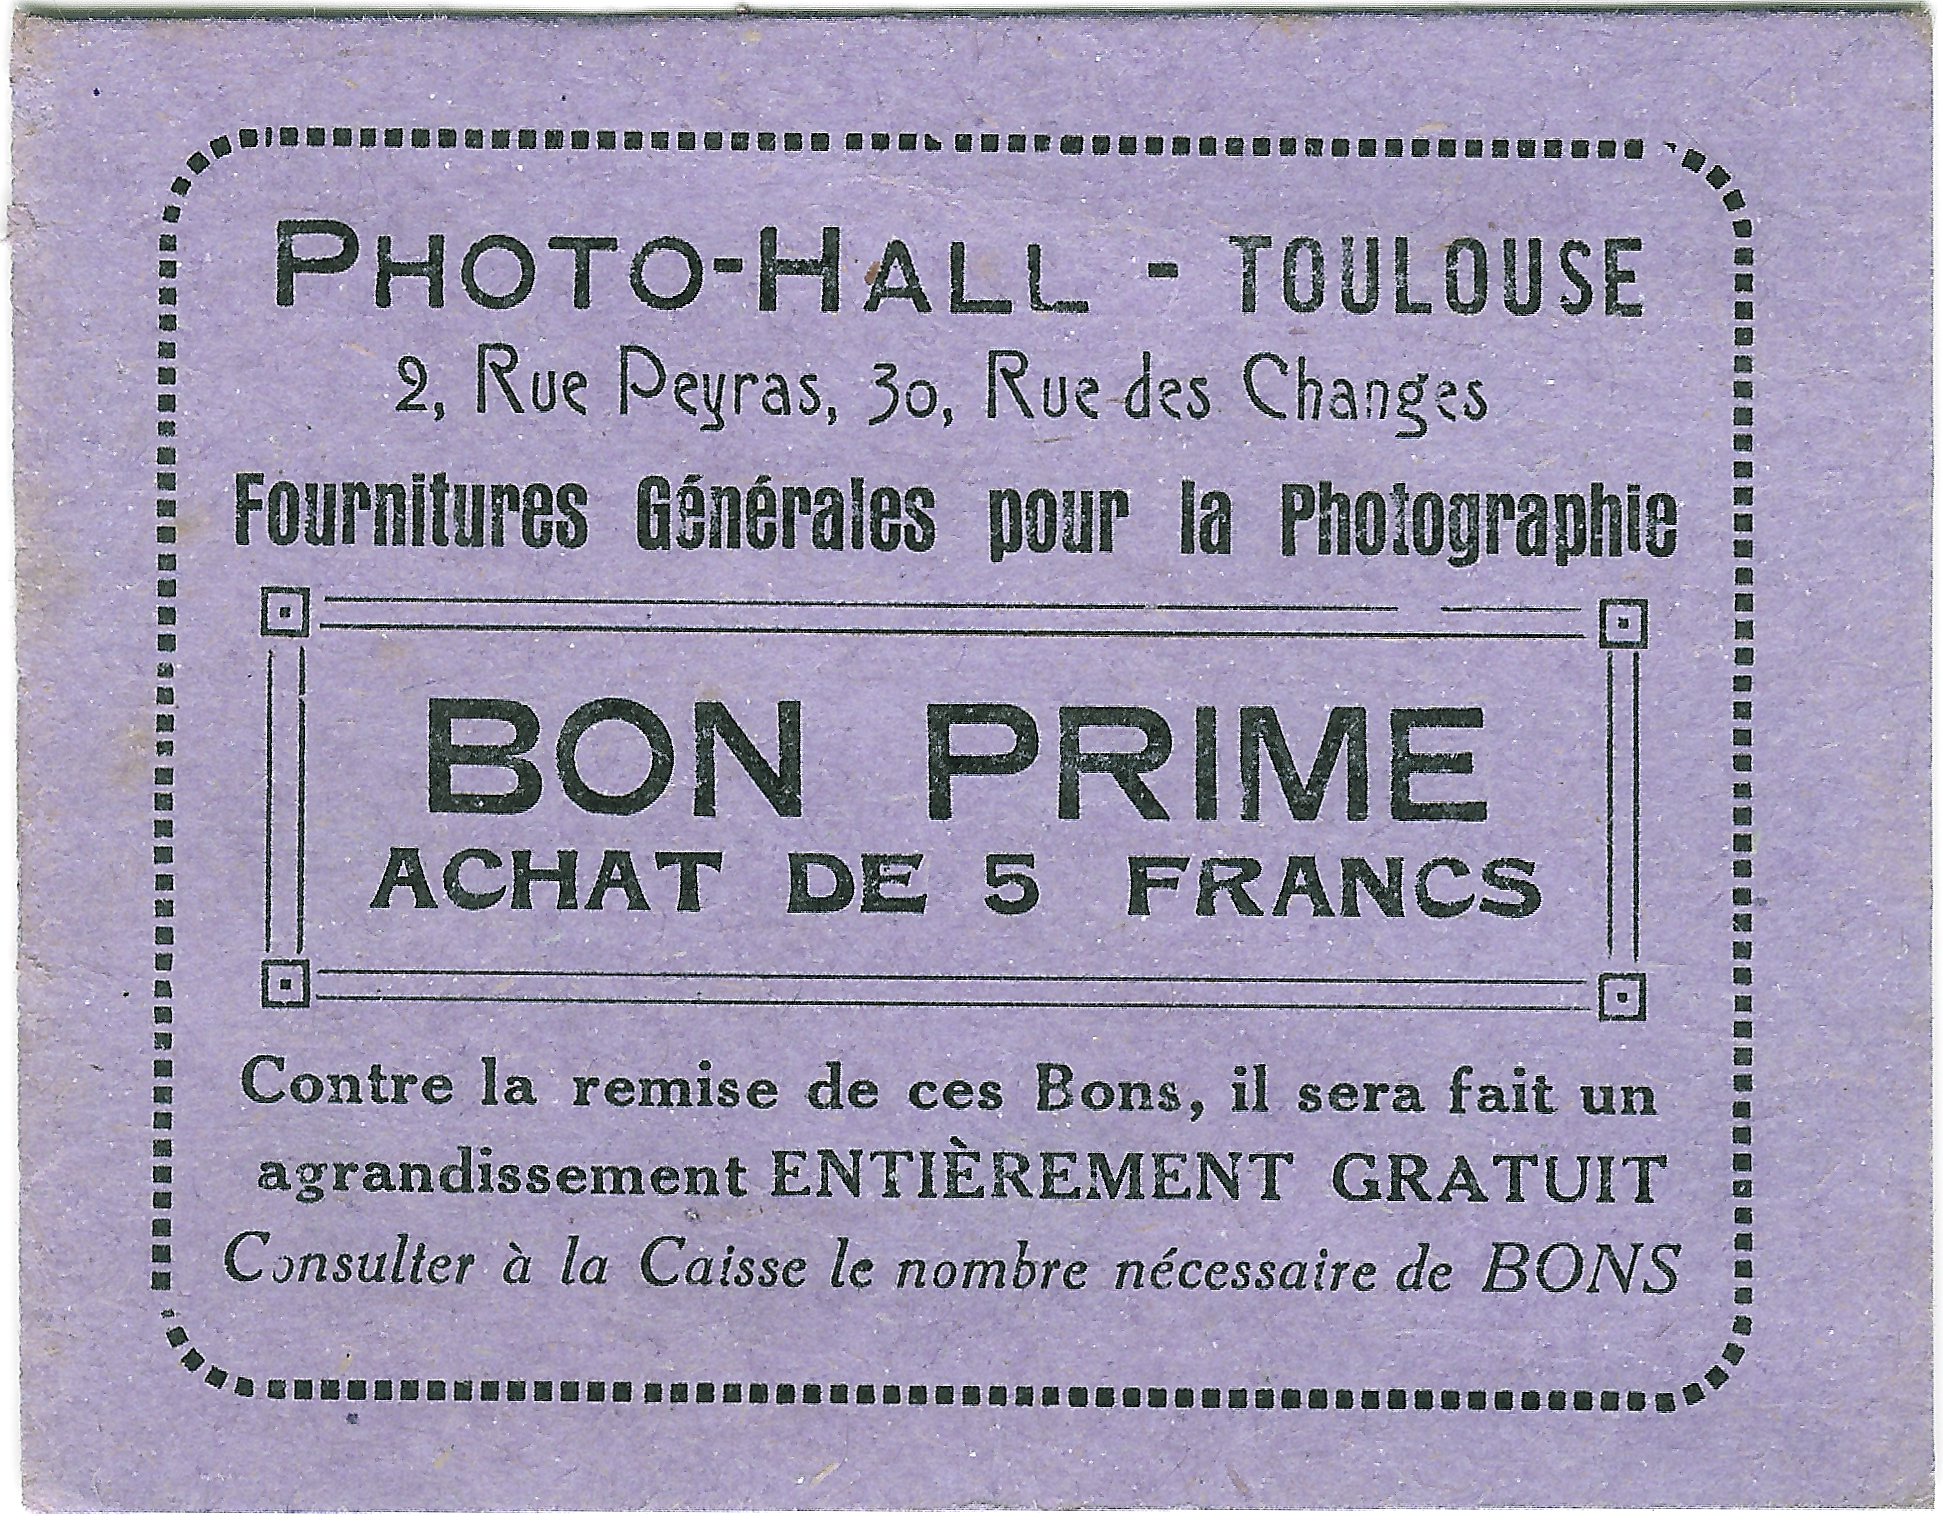 PHOTO-HALL - TOULOUSE
2, Rue Peyras, 30, Rue des Changes
Fournitures Générales pour la Photographie
BON PRIME
ACHAT DE 5 FRANCS
Contre la remise de ces Bons, il sera fait un
agrandissement ENTIÈREMENT GRATUIT
Consulter à la Caisse le nombre nécessaire de BONS